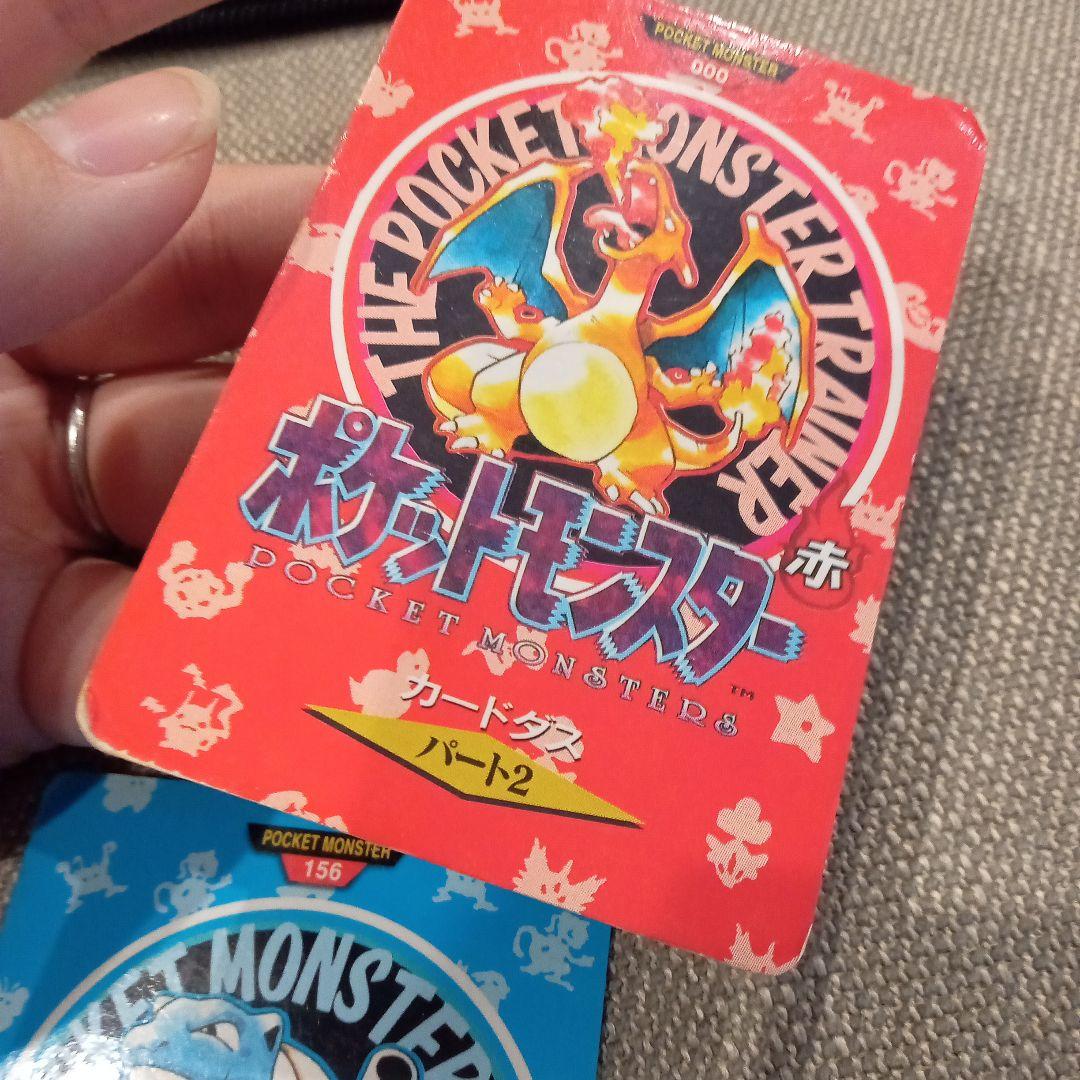 POCKET MONSTER
000
THE POCKET MONSTER TRAINER
ポケットモンスター
赤
POCKET MONSTERS
TM
カードダス
パート2
POCKET MONSTER
156
POCKET MONSTER